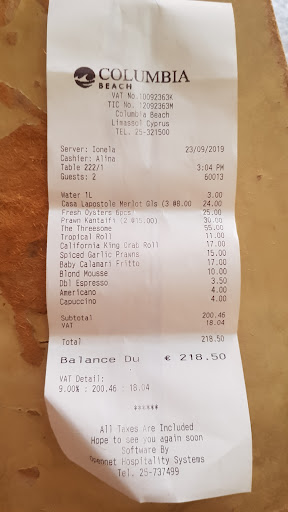 COLUMBIA
BEACH
VAT No.10092363K
TIC No. 12092363M
Columbia Beach
Limassol Cyprus
TEL. 25-321500
Server: Ionela 23/09/2019
Cashier: Alina
Table 222/1 3:04 PM
Guests: 2 60013
Water 1L 3.00
Casa Lapostole Merlot Gls (3 @8.00 24.00
Fresh Oysters 6pcs 25.00
Prawn Kantaifi (2 @15.00) 30.00
The Threesome 55.00
Tropical Roll 11.00
California King Crab Roll 17.00
Spiced Garlic Prawns 15.00
Baby Calamari Frittu 17.00
Blond Mousse 10.00
Dbl Espresso 3.50
Americano 4.00
Capuccino 4.00
Subtotal 200.46
VAT 18.04
Total 218.50
Balance Du € 218.50
VAT Detail:
9.00% : 200.46 : 18.04
******
All Taxes Are Included
Hope to see you again soon
Software By
Hospitality Systems
Tel. 25-737499